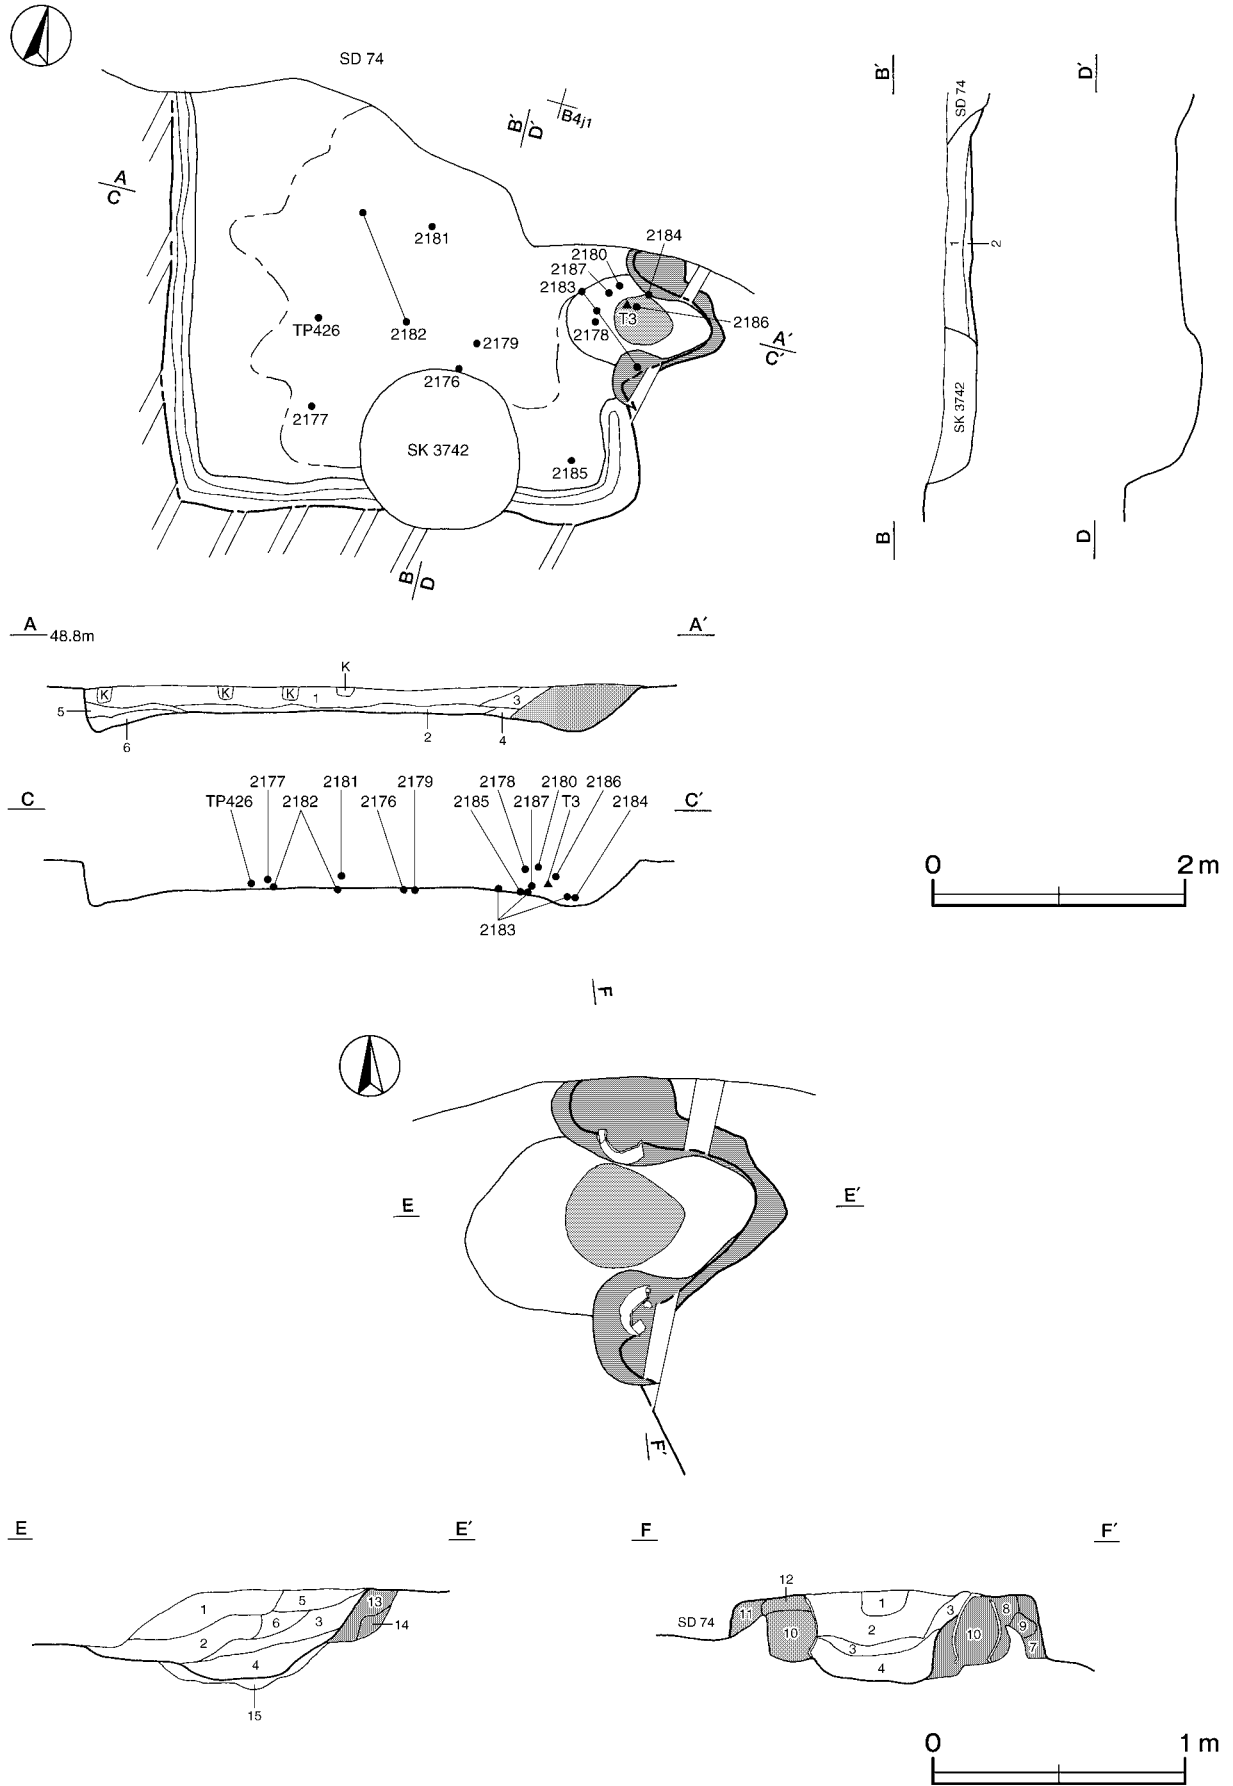 SD 74
B´
D´
B4j1
A
C
2181
2184
2180
2187
2183
T3
2186
2178
TP426
2182
2179
A´
C´
2176
2177
SK 3742
2185
B
D
B´
SD 74
1
2
SK 3742
B
D´
D
A
48.8m
A´
K
K
K
K
1
3
5
6
2
4
C
C´
2177
2181
2179
2178
2180
2186
TP426
2182
2176
2185
2187
T3
2184
2183
0
2 m
F
E
E´
F´
E
E´
1
5
13
6
3
14
2
4
15
F
F´
12
SD 74
11
1
3
8
10
2
10
9
3
7
4
0
1 m